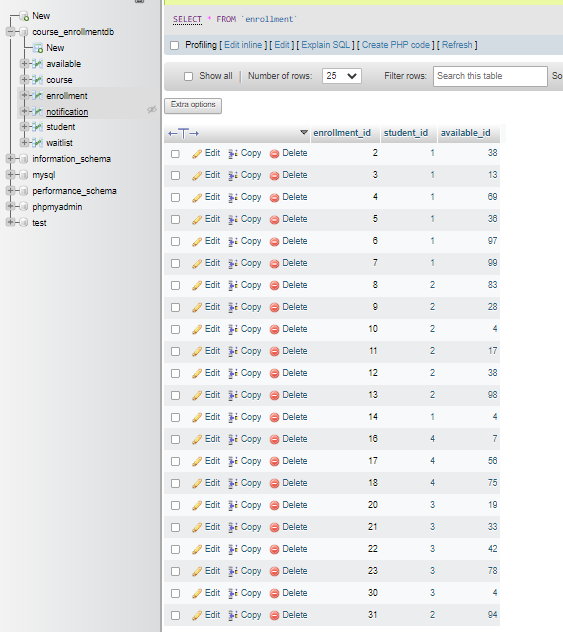 New
course_enrollmentdb
New
available
course
enrollment
notification
student
waitlist
information_schema
mysql
performance_schema
phpmyadmin
test
SELECT * FROM `enrollment`
Profiling [ Edit inline ] [ Edit ] [ Explain SQL ] [ Create PHP code ] [ Refresh ]
Show all | Number of rows: 25 Filter rows: Search this table So
Extra options
enrollment_id student_id available_id
Edit Copy Delete 2 1 38
Edit Copy Delete 3 1 13
Edit Copy Delete 4 1 69
Edit Copy Delete 5 1 36
Edit Copy Delete 6 1 97
Edit Copy Delete 7 1 99
Edit Copy Delete 8 2 83
Edit Copy Delete 9 2 28
Edit Copy Delete 10 2 4
Edit Copy Delete 11 2 17
Edit Copy Delete 12 2 38
Edit Copy Delete 13 2 98
Edit Copy Delete 14 1 4
Edit Copy Delete 16 4 7
Edit Copy Delete 17 4 56
Edit Copy Delete 18 4 75
Edit Copy Delete 20 3 19
Edit Copy Delete 21 3 33
Edit Copy Delete 22 3 42
Edit Copy Delete 23 3 78
Edit Copy Delete 30 3 4
Edit Copy Delete 31 2 94